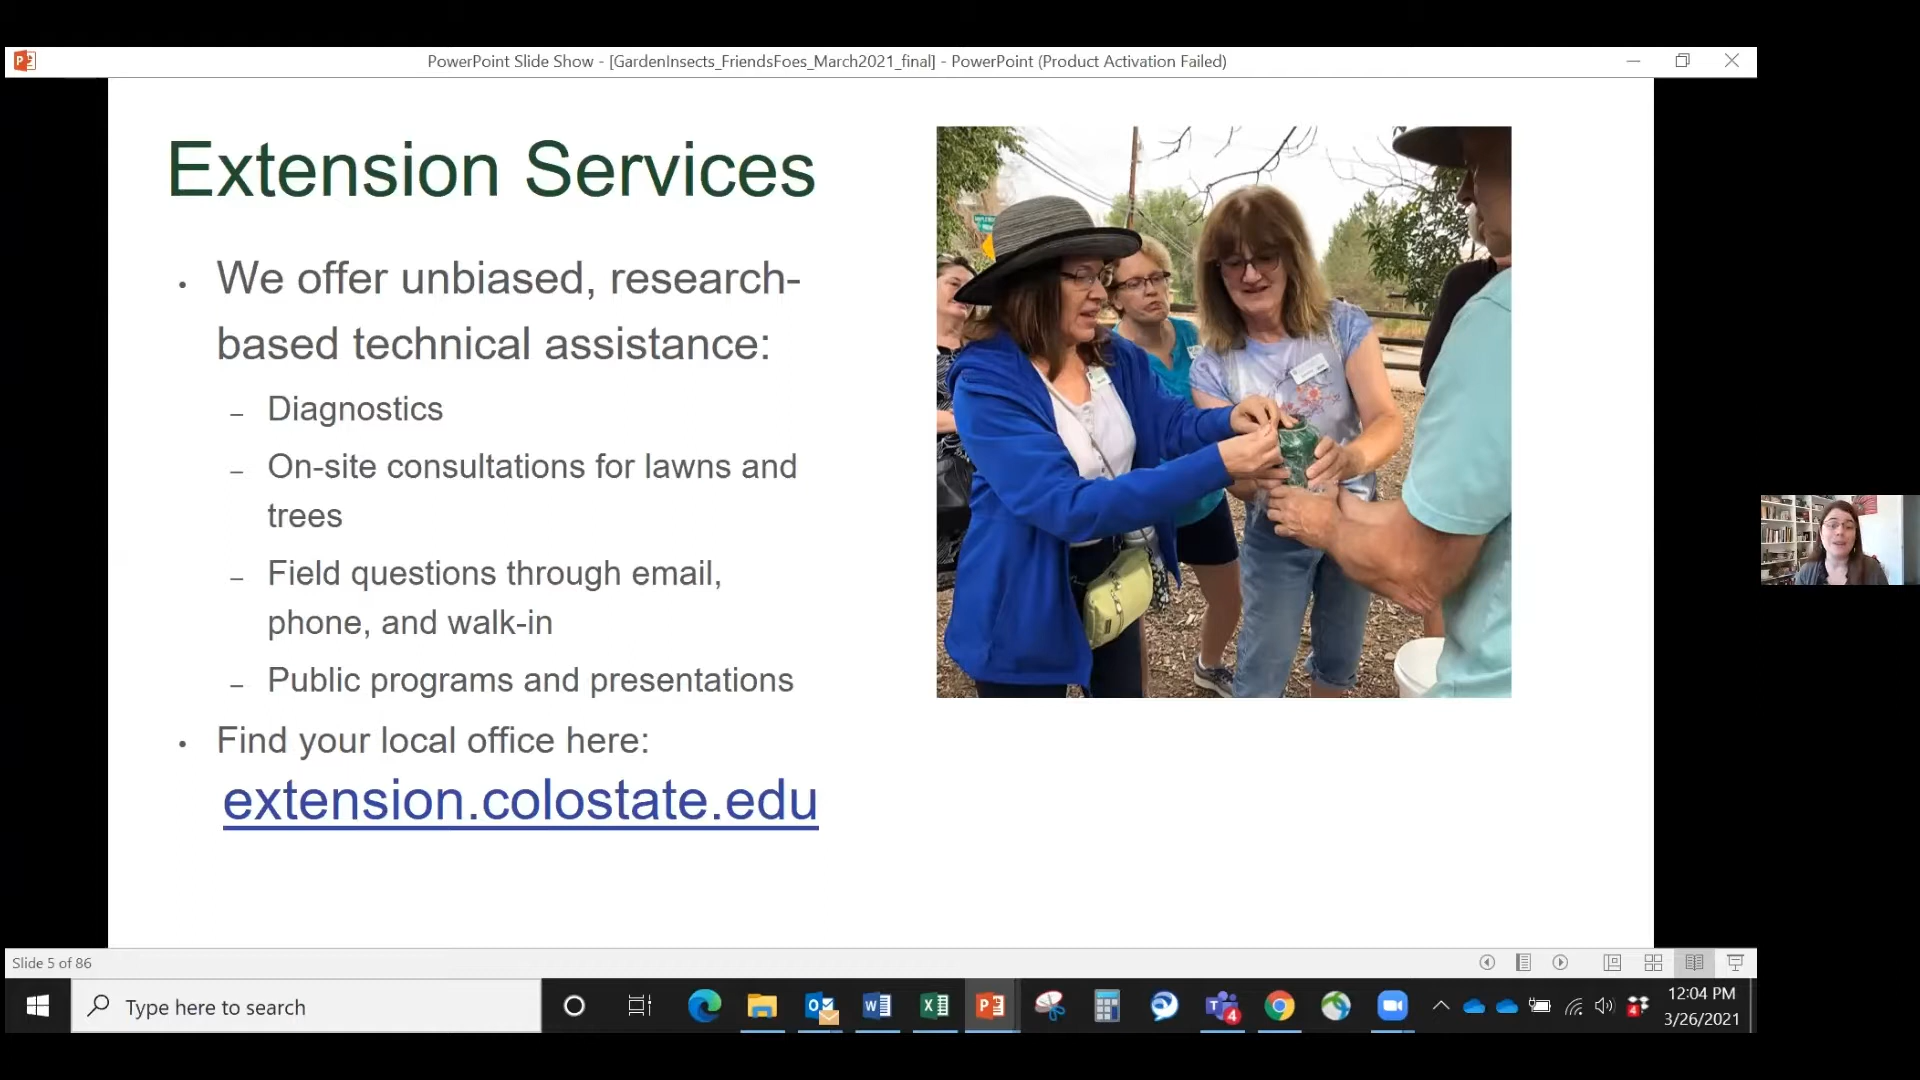 PowerPoint Slide Show - [GardenInsects_FriendsFoes_March2021_final] - PowerPoint (Product Activation Failed)
Extension Services
• We offer unbiased, research-
based technical assistance:
– Diagnostics
– On-site consultations for lawns and
trees
– Field questions through email,
phone, and walk-in
– Public programs and presentations
• Find your local office here:
extension.colostate.edu
Slide 5 of 86
Type here to search
4
4
12:04 PM
3/26/2021